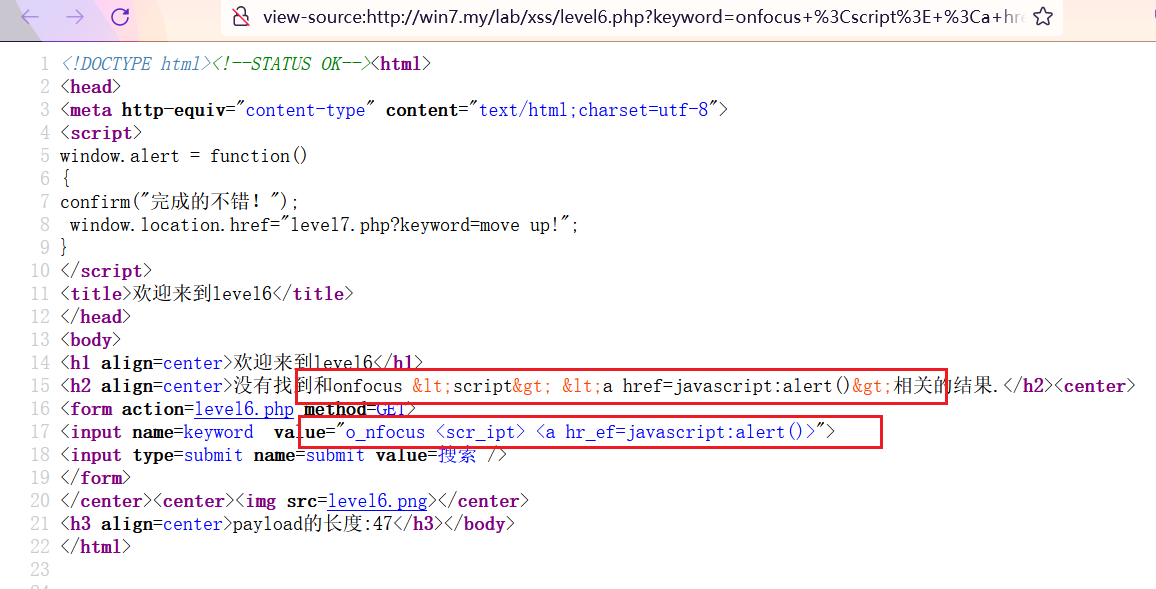 view-source:http://win7.my/lab/xss/level6.php?keyword=onfocus+%3Cscript%3E+%3Ca+hre
1 <!DOCTYPE html><!--STATUS OK--><html>
2 <head>
3 <meta http-equiv="content-type" content="text/html;charset=utf-8">
4 <script>
5 window.alert = function()
6 {
7 confirm("完成的不错！");
8  window.location.href="level7.php?keyword=move up!";
9 }
10 </script>
11 <title>欢迎来到level6</title>
12 </head>
13 <body>
14 <h1 align=center>欢迎来到level6</h1>
15 <h2 align=center>没有找到和onfocus &lt;script&gt; &lt;a href=javascript:alert()&gt;相关的结果.</h2><center>
16 <form action=level6.php method=GET>
17 <input name=keyword  value="o_nfocus <scr_ipt> <a hr_ef=javascript:alert()>">
18 <input type=submit name=submit value=搜索 />
19 </form>
20 </center><center><img src=level6.png></center>
21 <h3 align=center>payload的长度:47</h3></body>
22 </html>
23
24